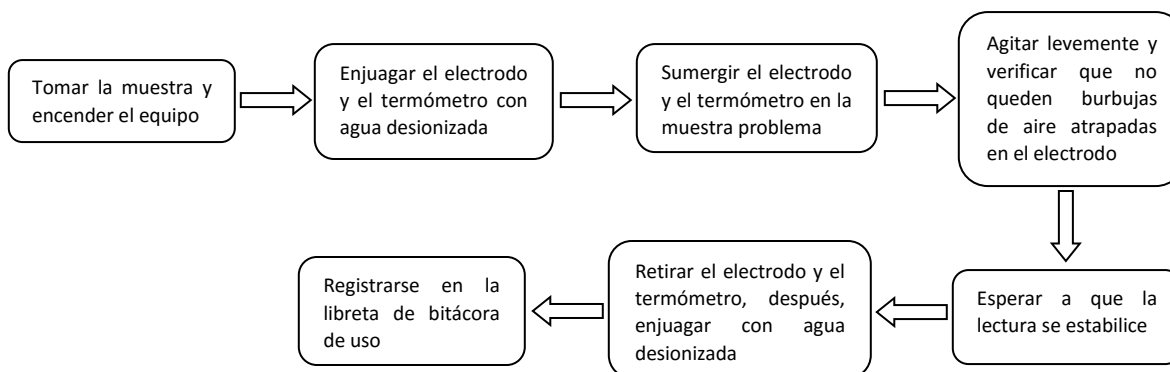 Tomar la muestra y
encender el equipo
Enjuagar el electrodo
y el termómetro con
agua desionizada
Sumergir el electrodo
y el termómetro en la
muestra problema
Agitar levemente y
verificar que no
queden burbujas
de aire atrapadas
en el electrodo
Esperar a que la
lectura se estabilice
Retirar el electrodo y el
termómetro, después,
enjuagar con agua
desionizada
Registrarse en la
libreta de bitácora
de uso